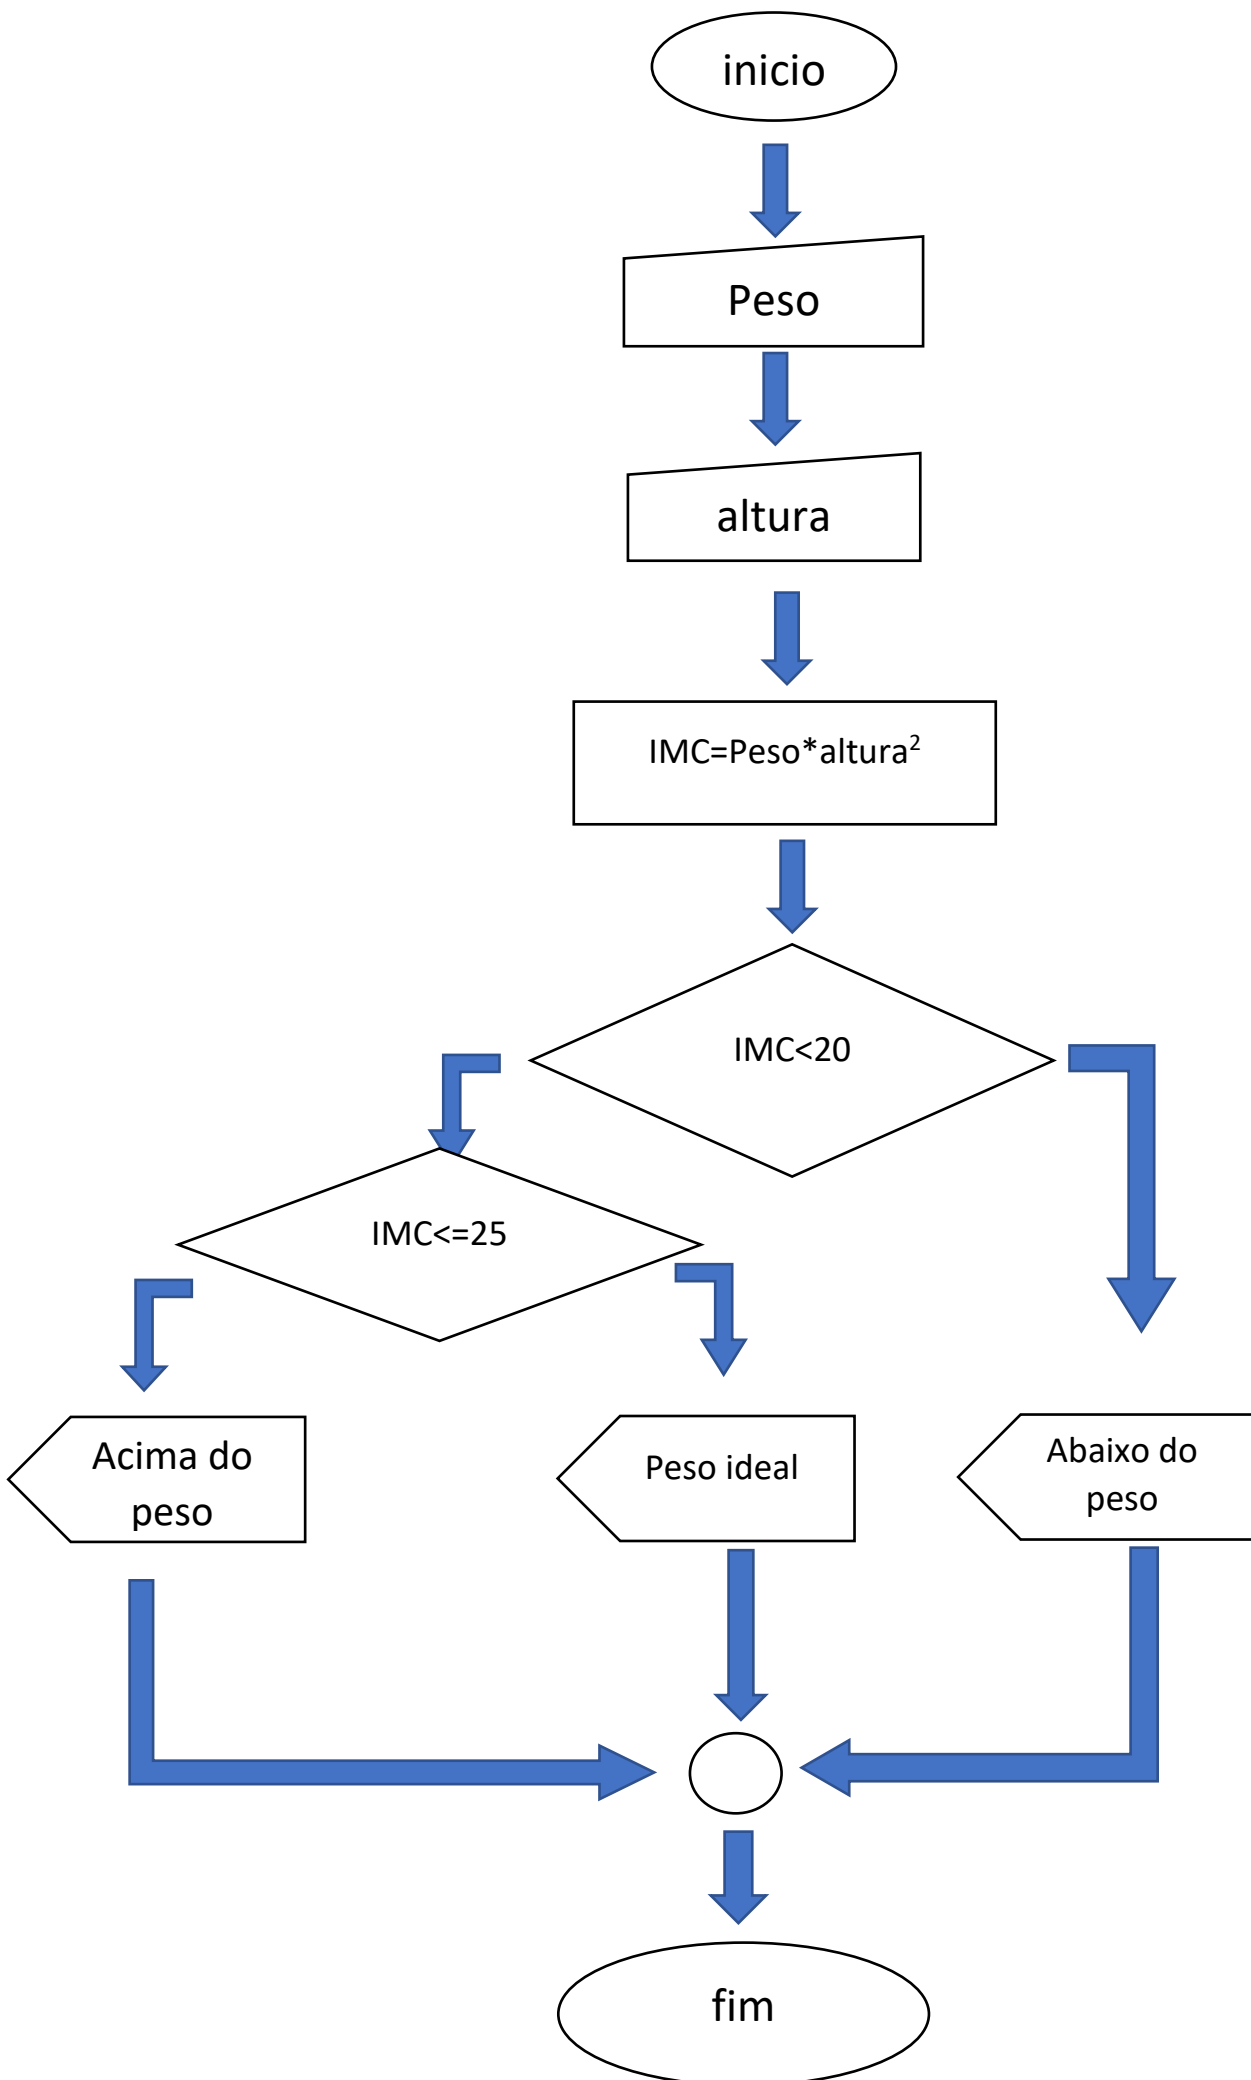 inicio
Peso
altura
IMC=Peso*altura²
IMC<20
IMC<=25
Acima do
peso
Peso ideal
Abaixo do
peso
fim